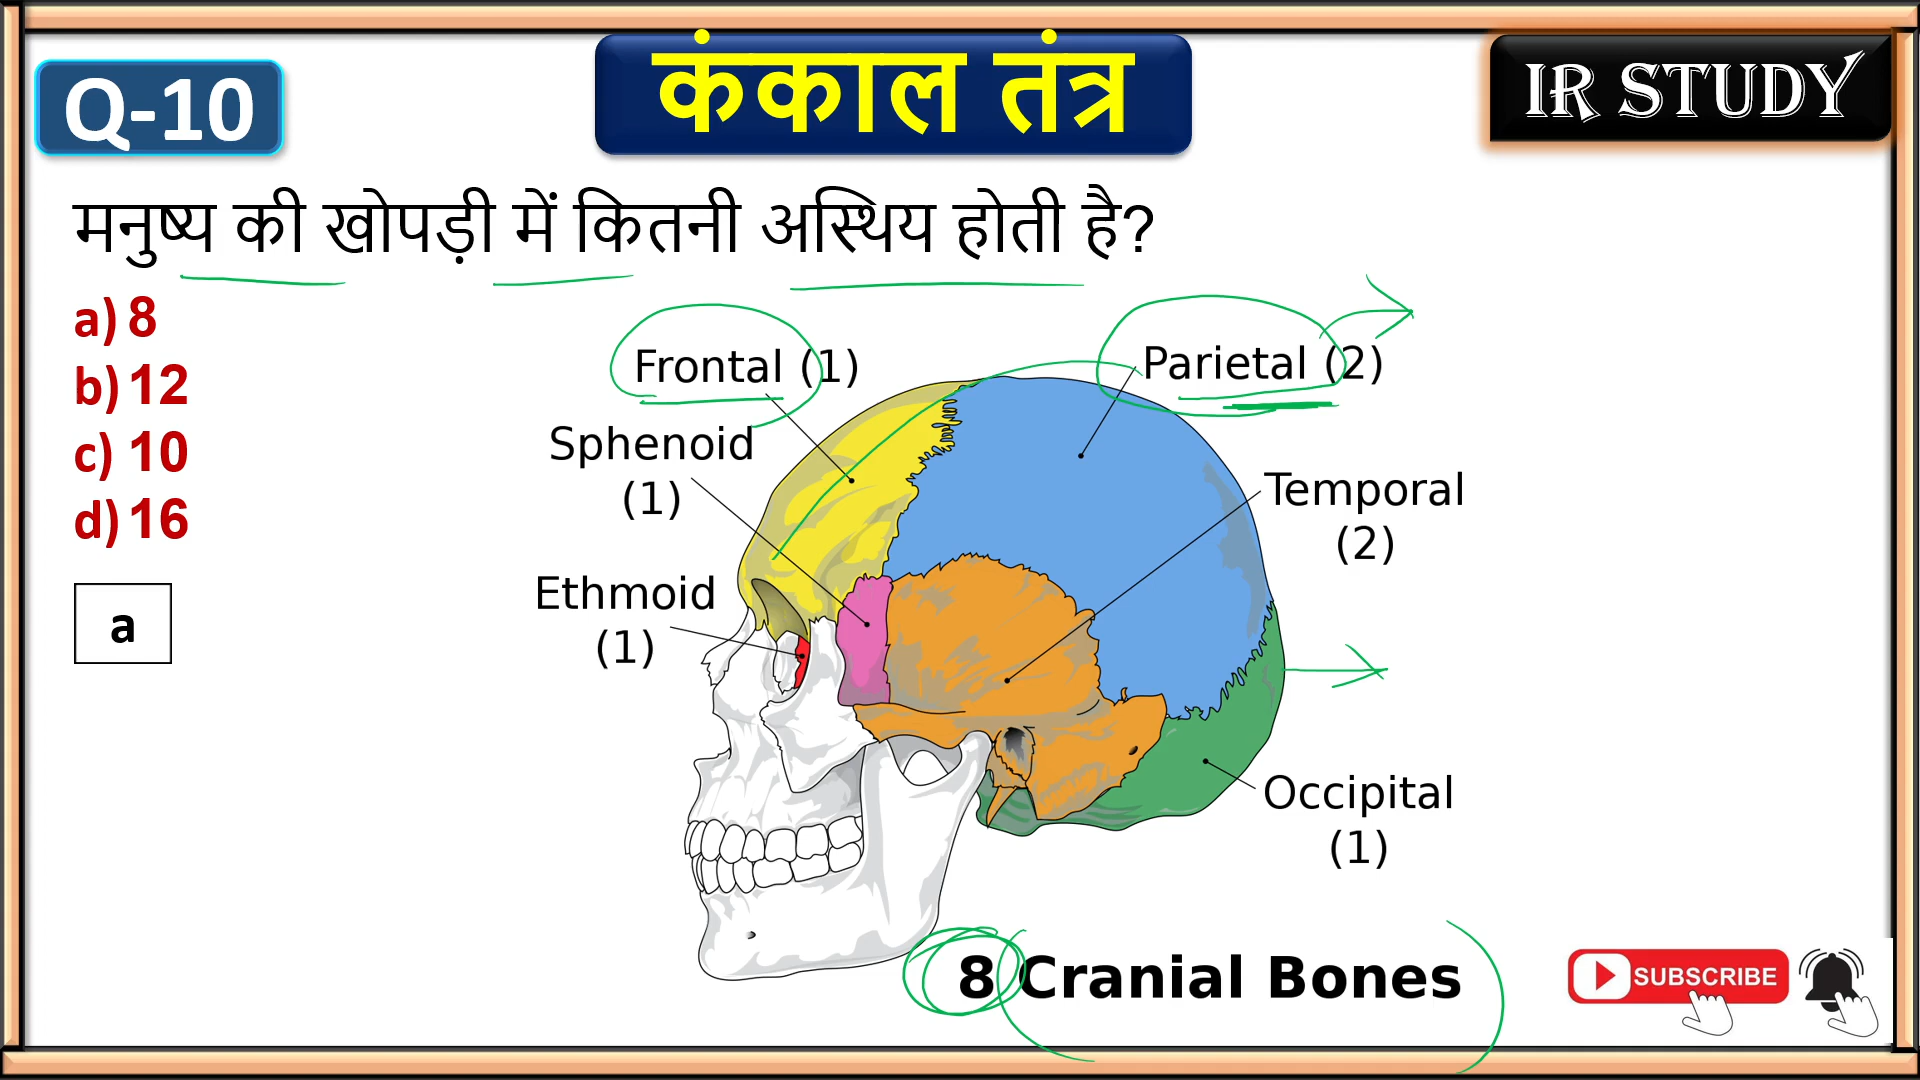 Q-10
कंकाल तंत्र
IR STUDY
मनुष्य की खोपड़ी में कितनी अस्थिय होती है?
a) 8
b) 12
c) 10
d) 16
a
Frontal (1)
Parietal (2)
Sphenoid
(1)
Temporal
(2)
Ethmoid
(1)
Occipital
(1)
8 Cranial Bones
SUBSCRIBE